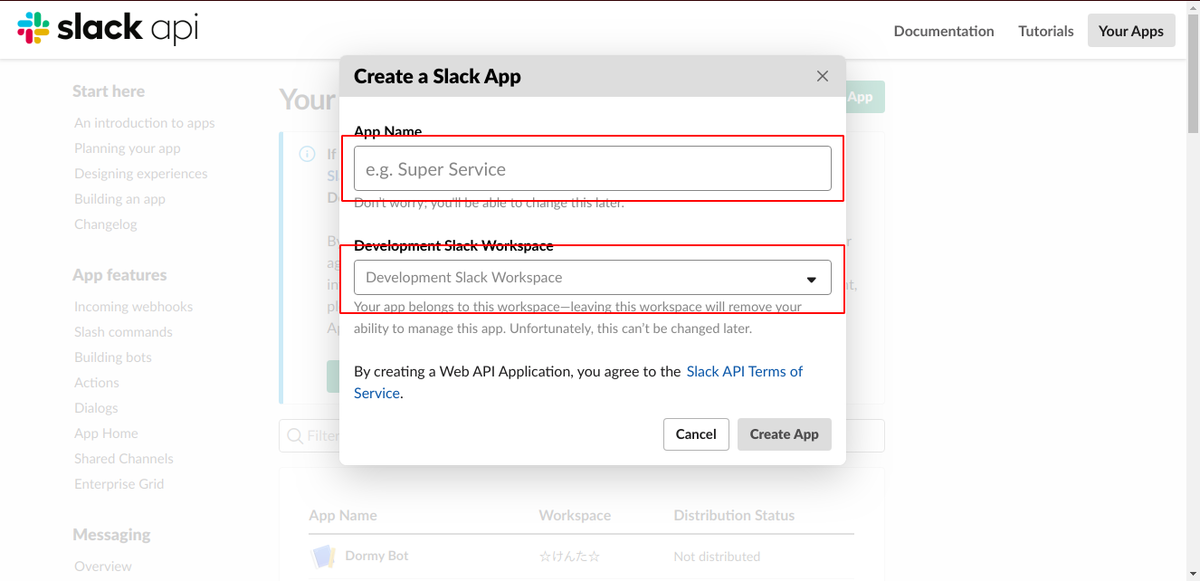 slack api
Documentation
Tutorials
Your Apps
Start here
An introduction to apps
Planning your app
Designing experiences
Building an app
Changelog
App features
Incoming webhooks
Slash commands
Building bots
Actions
Dialogs
App Home
Shared Channels
Enterprise Grid
Messaging
Overview
Your
App
If
Create a Slack App
App Name
e.g. Super Service
Don't worry, you'll be able to change this later.
Development Slack Workspace
Development Slack Workspace
Your app belongs to this workspace—leaving this workspace will remove your
ability to manage this app. Unfortunately, this can't be changed later.
By creating a Web API Application, you agree to the Slack API Terms of
Service.
Cancel
Create App
Filter
App Name
Workspace
Distribution Status
Dormy Bot
☆けんた☆
Not distributed